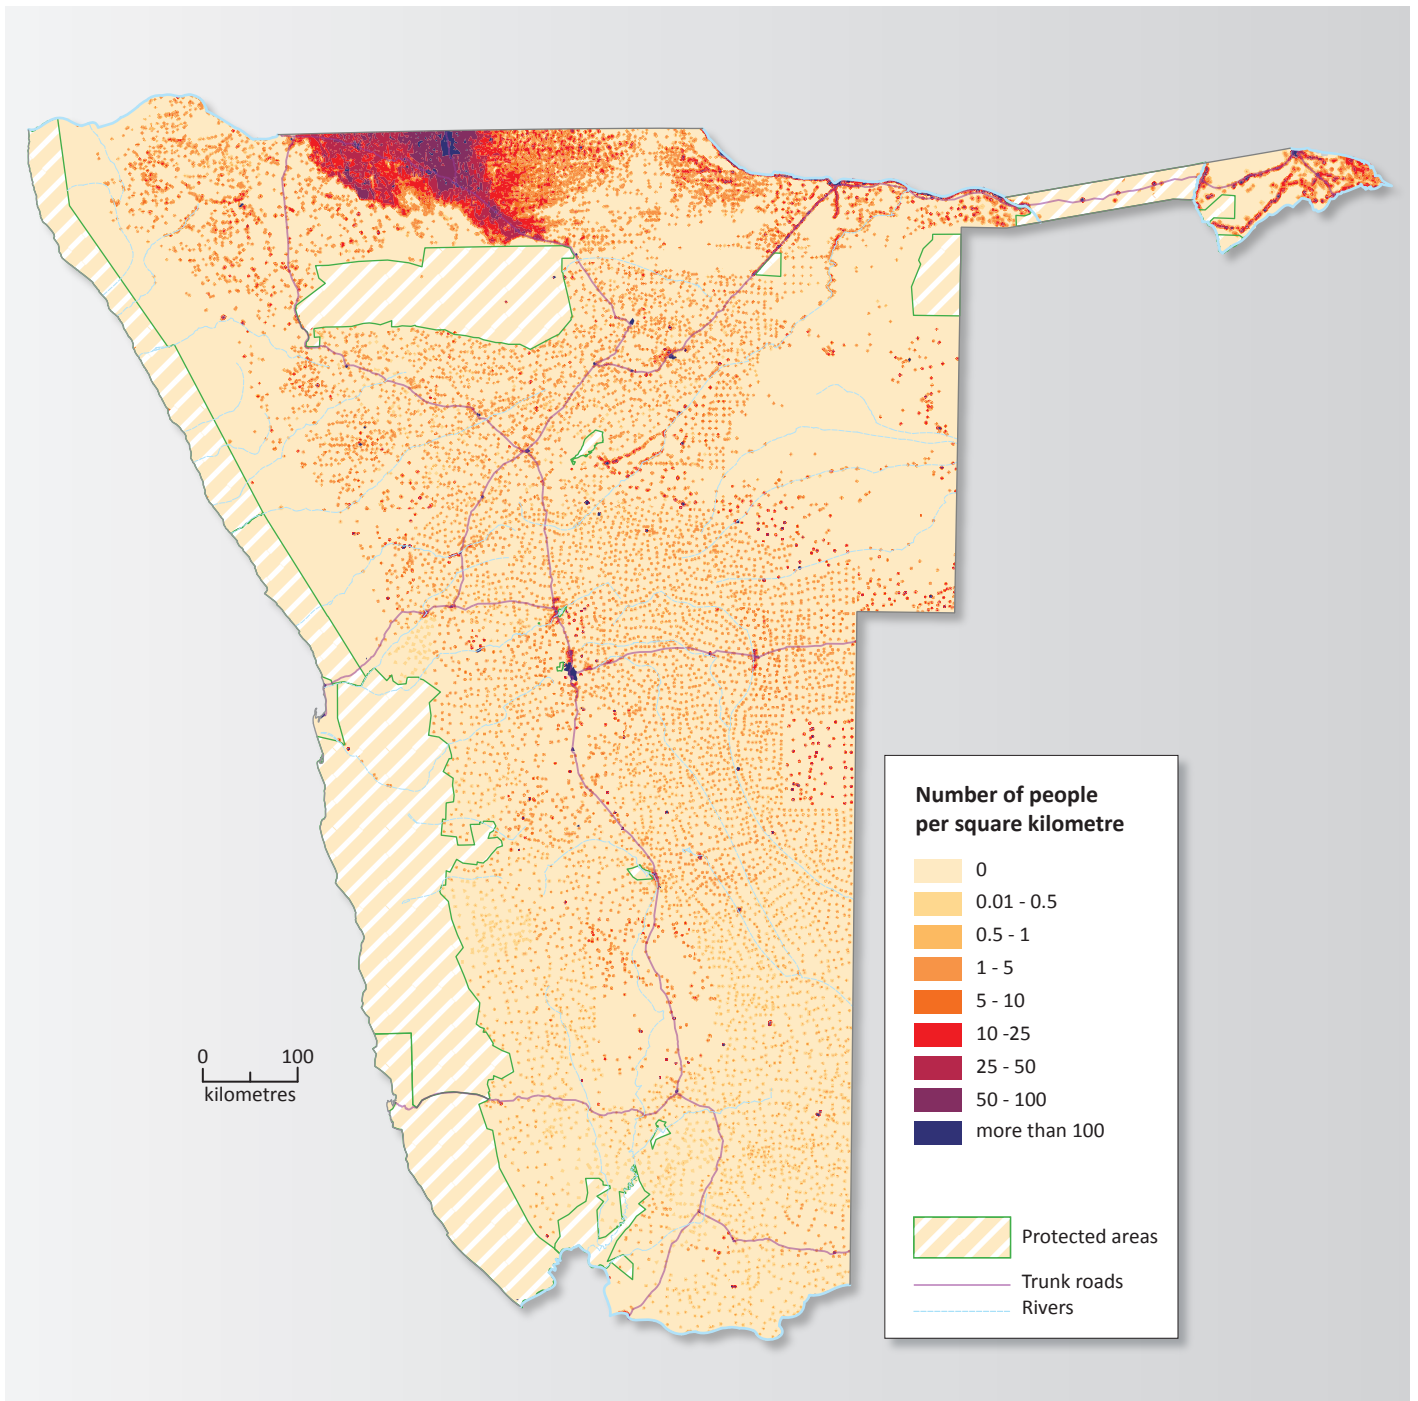 Number of people
per square kilometre
0
0.01 - 0.5
0.5 - 1
1 - 5
5 - 10
10 -25
25 - 50
50 - 100
more than 100
0 100
kilometres
Protected areas
Trunk roads
Rivers